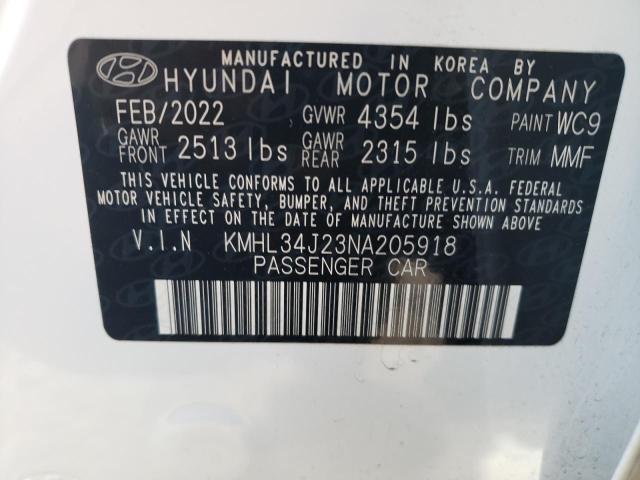 MANUFACTURED IN KOREA BY
HYUNDAI MOTOR COMPANY
FEB/2022 GVWR 4354 lbs PAINT WC9
GAWR FRONT 2513 lbs GAWR REAR 2315 lbs TRIM MMF
THIS VEHICLE CONFORMS TO ALL APPLICABLE U.S.A. FEDERAL
MOTOR VEHICLE SAFETY, BUMPER, AND THEFT PREVENTION STANDARDS
IN EFFECT ON THE DATE OF MANUFACTURE SHOWN ABOVE
V.I.N KMHL34J23NA205918
PASSENGER CAR